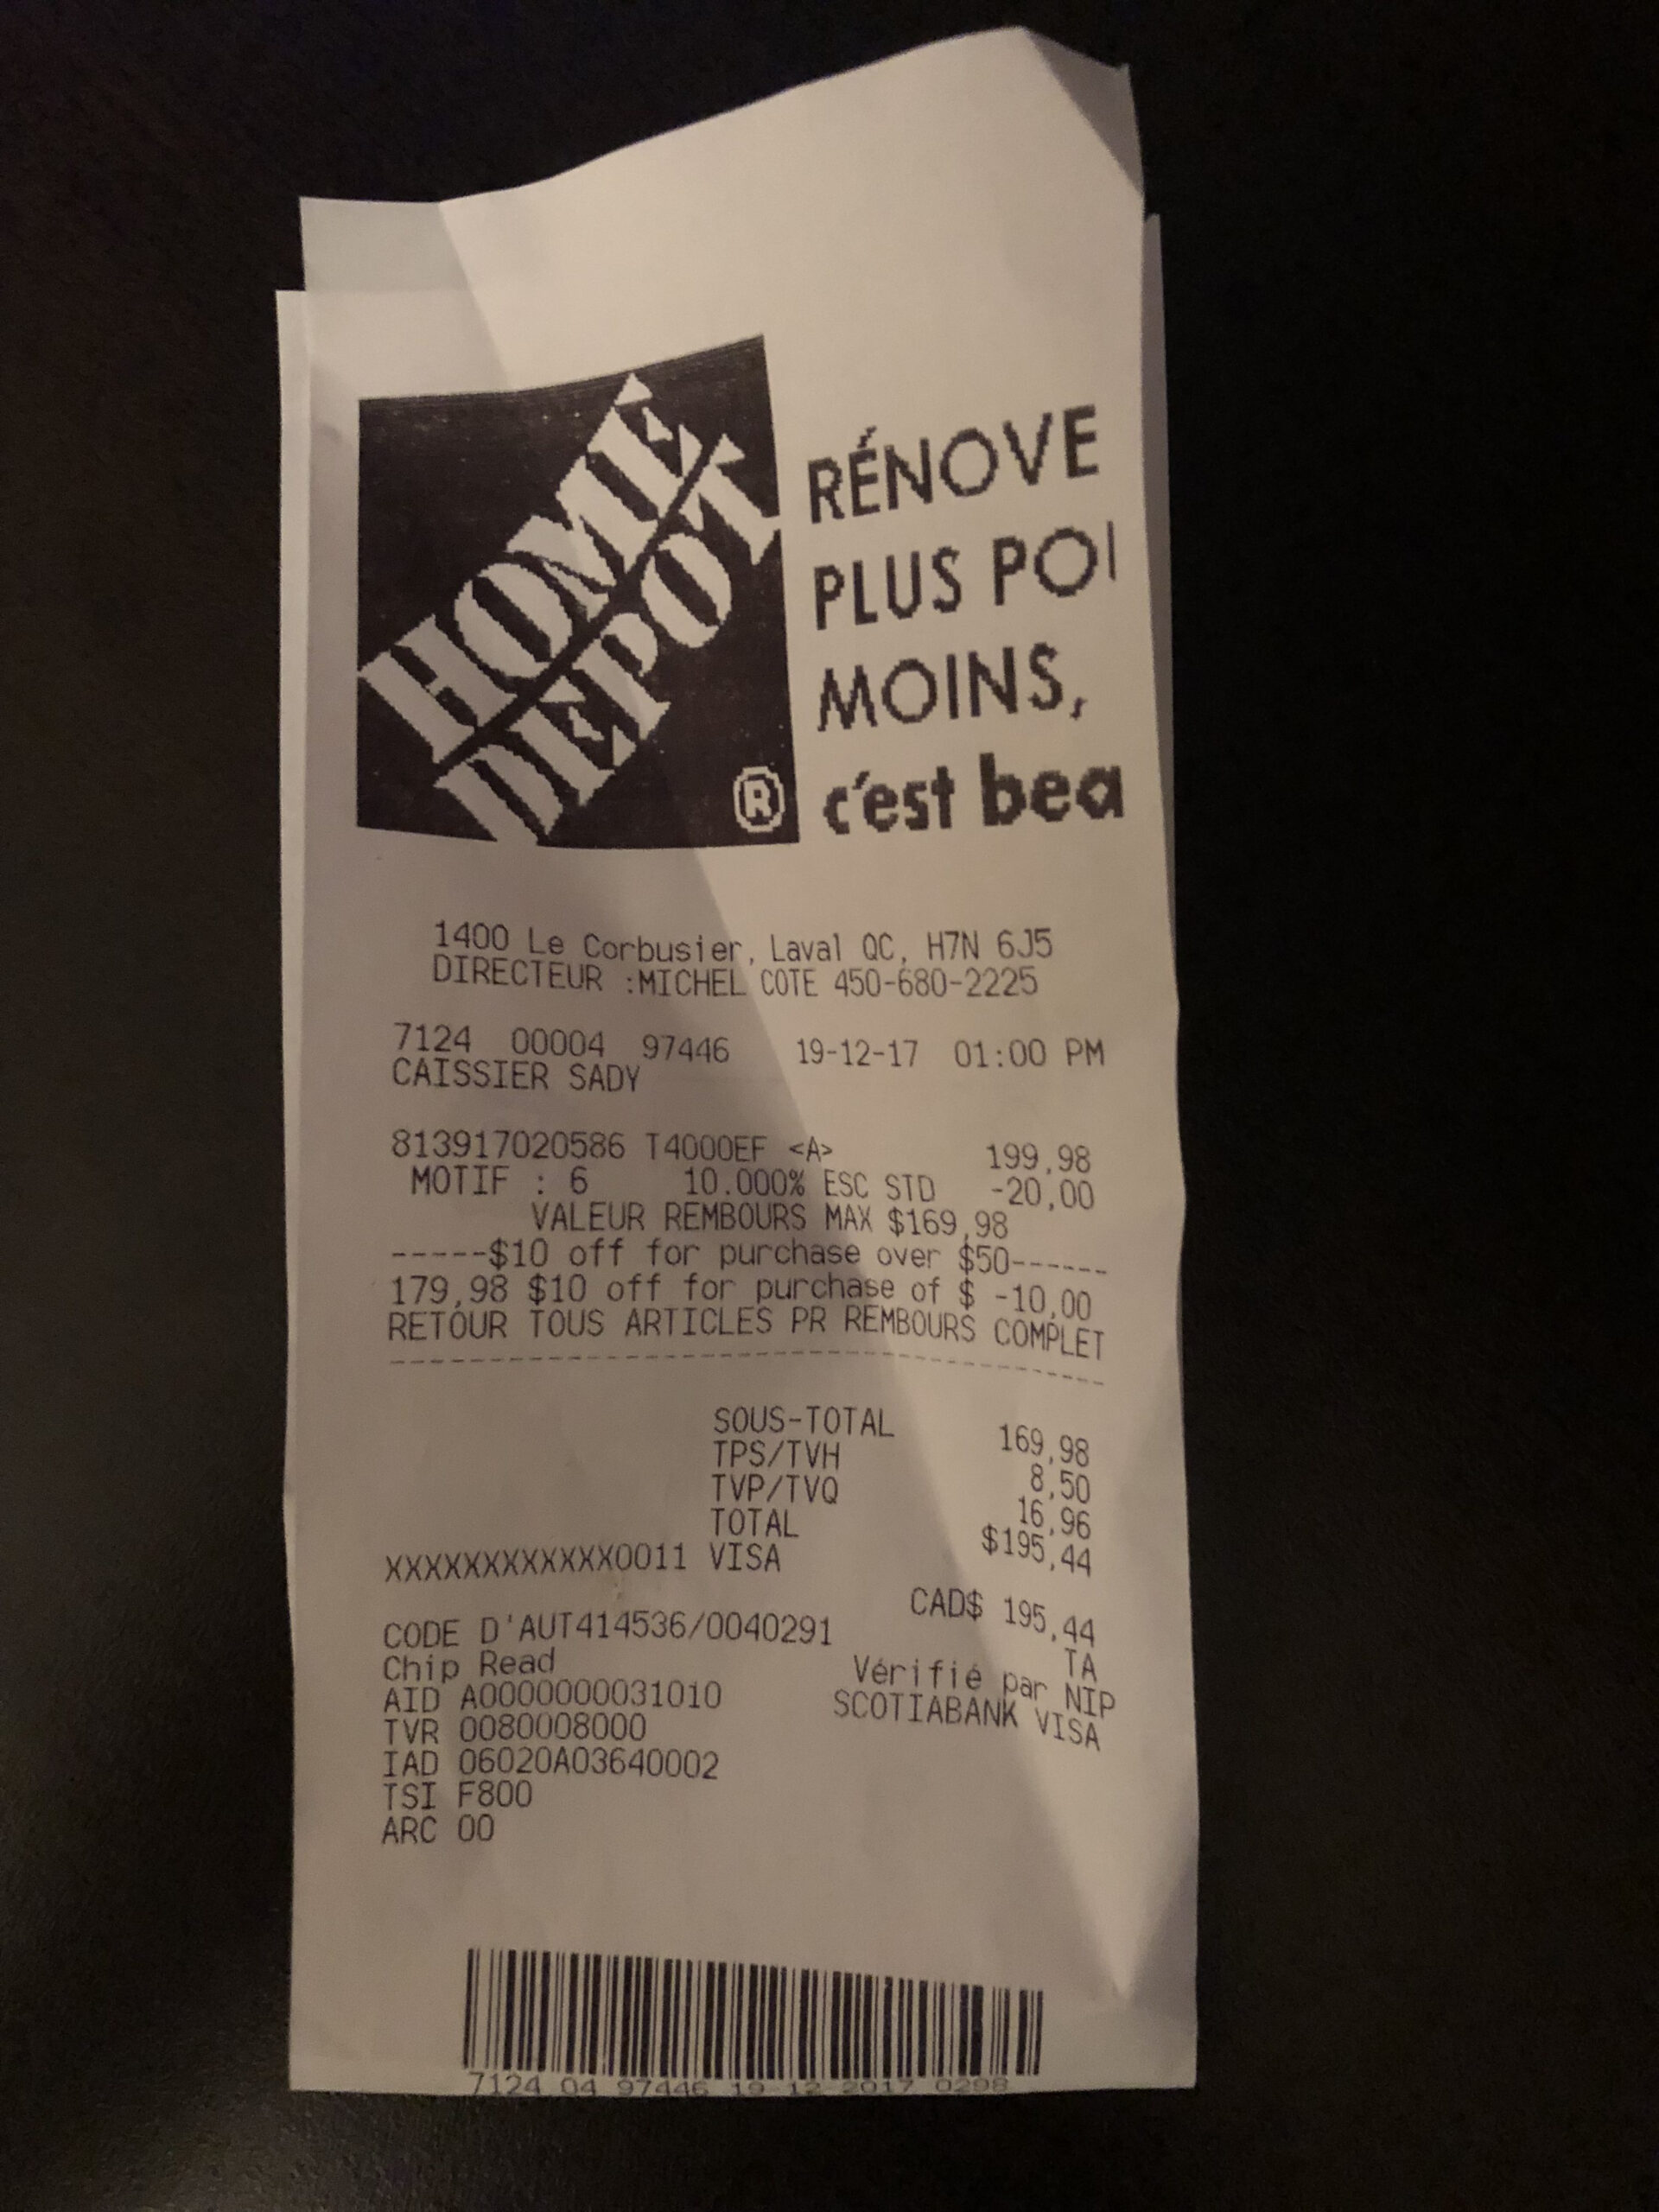 HOME
DEPOT
®
RÉNOVE
PLUS PO
MOINS,
c'est bea
1400 Le Corbusier, Laval QC, H7N 6J5
DIRECTEUR :MICHEL COTE 450-680-2225
7124 00004 97446 19-12-17 01:00 PM
CAISSIER SADY
813917020586 T4000EF <A> 199,98
MOTIF : 6 10.000% ESC STD -20,00
VALEUR REMBOURS MAX $169,98
-----$10 off for purchase over $50------
179,98 $10 off for purchase of $ -10,00
RETOUR TOUS ARTICLES PR REMBOURS COMPLET
----------------------------------------
SOUS-TOTAL 169,98
TPS/TVH 8,50
TVP/TVQ 16,96
TOTAL $195,44
XXXXXXXXXXXX0011 VISA
CAD$ 195,44
CODE D'AUT414536/0040291 TA
Chip Read Vérifié par NIP
AID A0000000031010 SCOTIABANK VISA
TVR 0080008000
IAD 06020A03640002
TSI F800
ARC 00
7124 04 97446 19 12 2017 0298